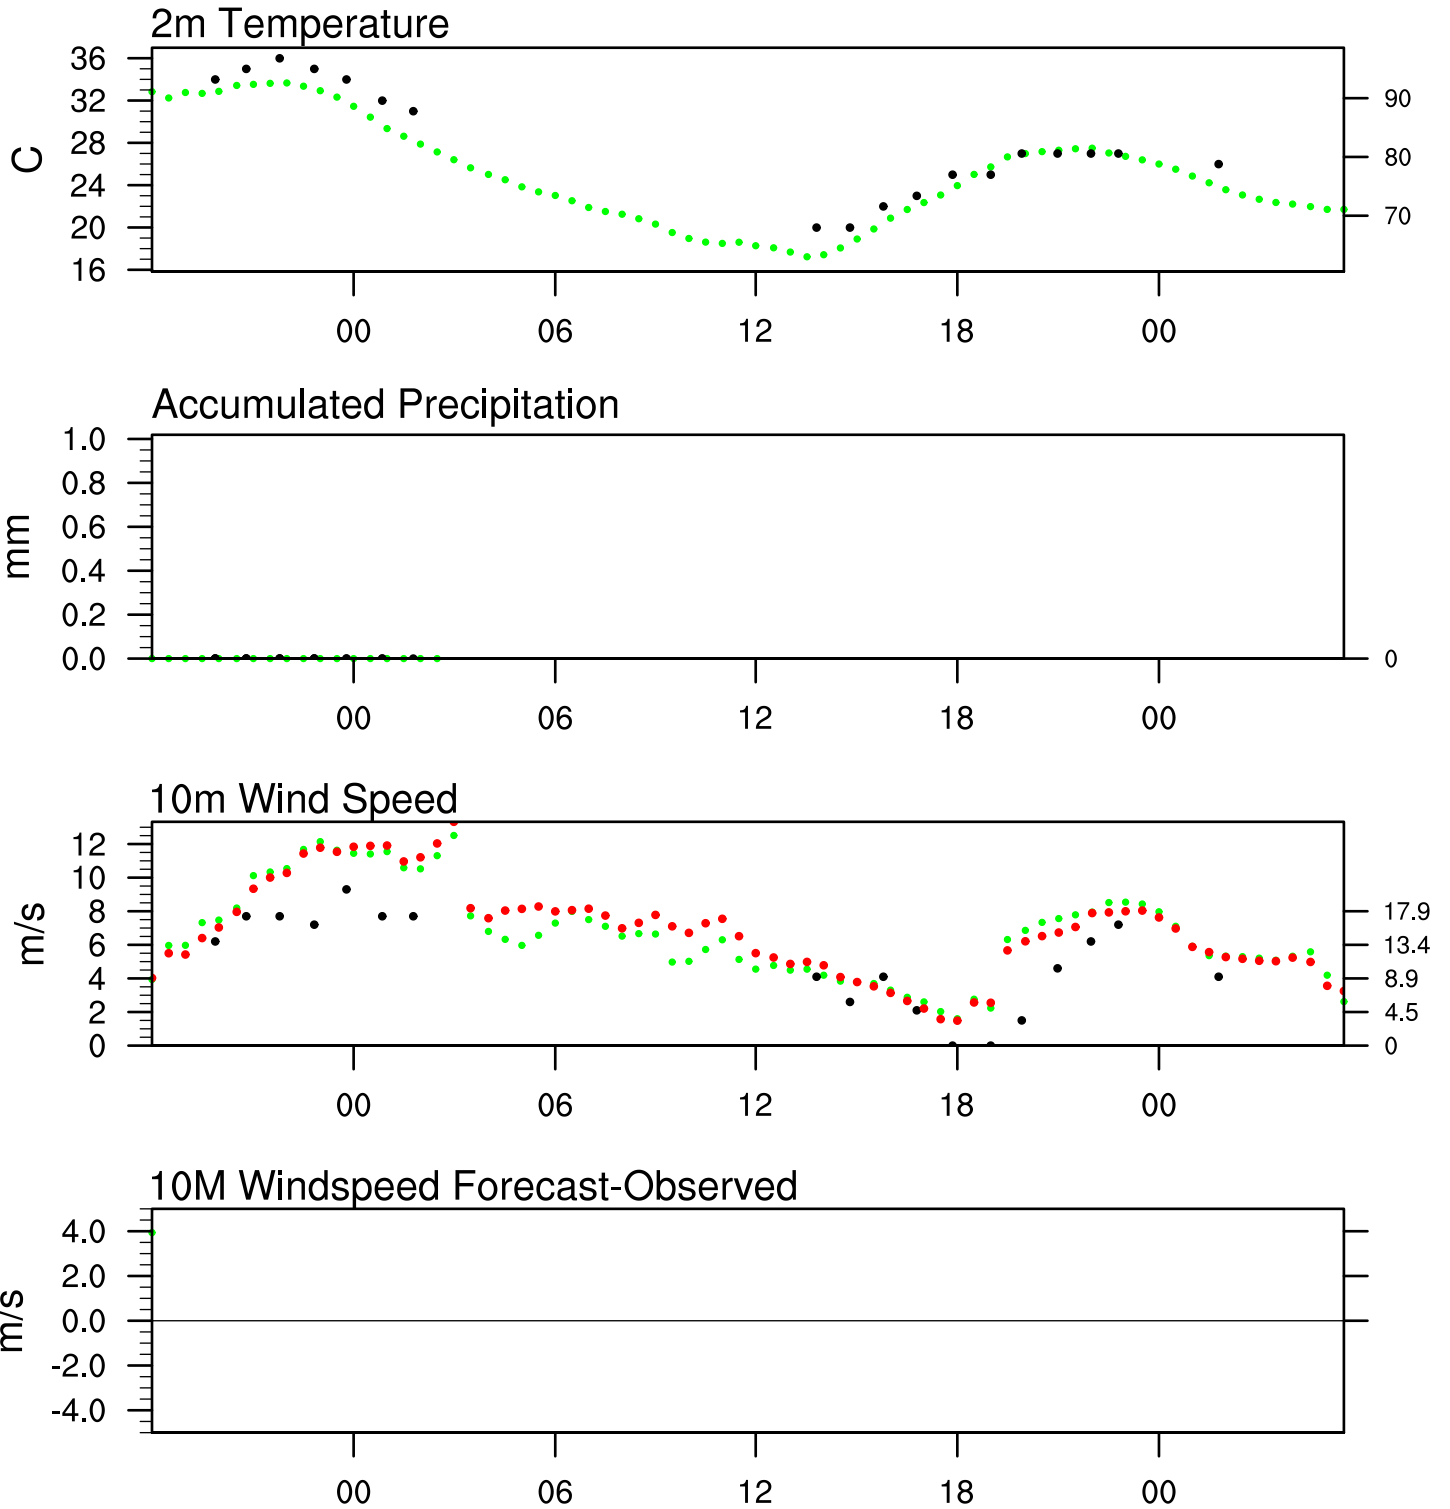 2m Temperature
36
32
28
24
20
16
C
90
80
70
00 06 12 18 00
Accumulated Precipitation
1.0
0.8
0.6
0.4
0.2
0.0
mm
0
00 06 12 18 00
10m Wind Speed
12
10
8
6
4
2
0
m/s
17.9
13.4
8.9
4.5
0
00 06 12 18 00
10M Windspeed Forecast-Observed
4.0
2.0
0.0
-2.0
-4.0
m/s
00 06 12 18 00